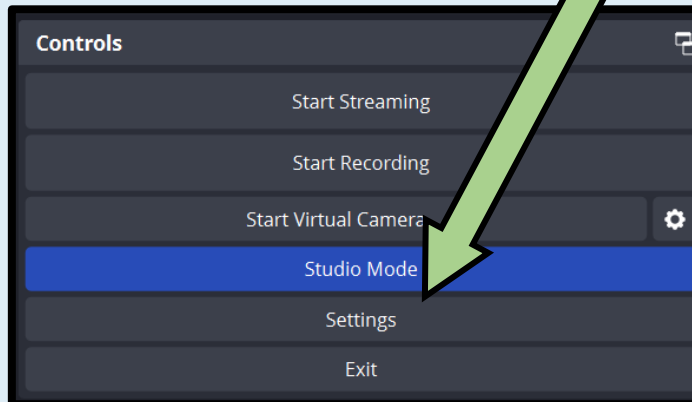 Controls
Start Streaming
Start Recording
Start Virtual Camera
Studio Mode
Settings
Exit